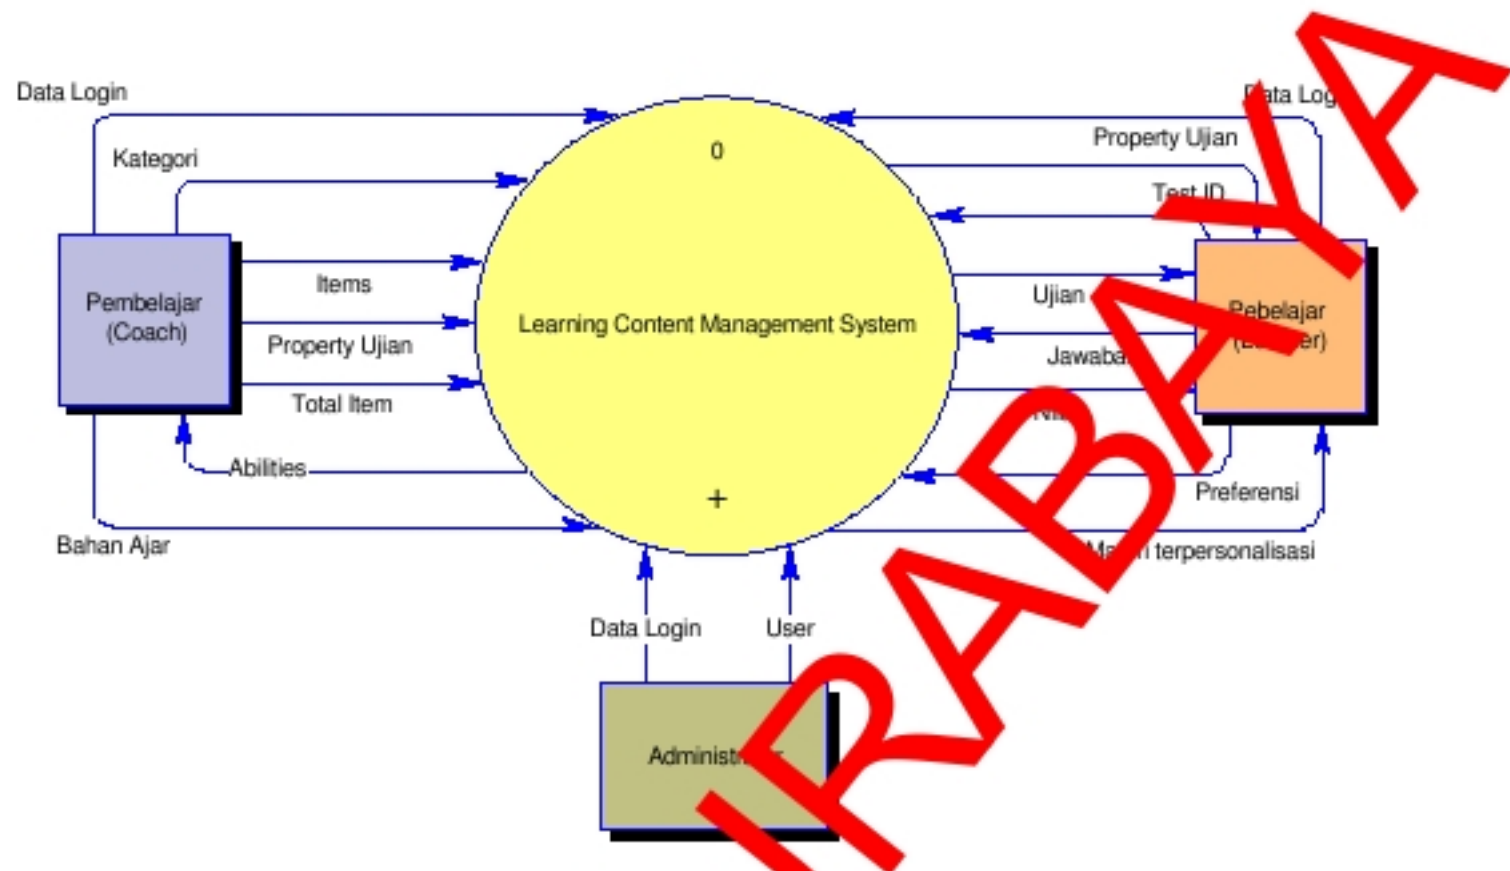 Data Login
Kategori
Items
Property Ujian
Total Item
Abilities
Bahan Ajar
Pembelajar
(Coach)
0
Learning Content Management System
+
Property Ujian
Test ID
Ujian
Preferensi
terpersonalisasi
Pebelajar
Data Login
User
IRABAYA